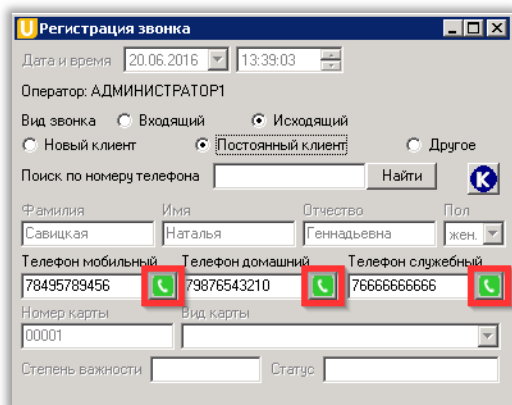 U Регистрация звонка
Дата и время 20.06.2016 13:39:03
Оператор: АДМИНИСТРАТОР1
Вид звонка Входящий Исходящий
Новый клиент Постоянный клиент Другое
Поиск по номеру телефона Найти K
Фамилия Имя Отчество Пол
Савицкая Наталья Геннадьевна жен.
Телефон мобильный Телефон домашний Телефон служебный
78495789456 79876543210 76666666666
Номер карты Вид карты
00001
Степень важности Статус